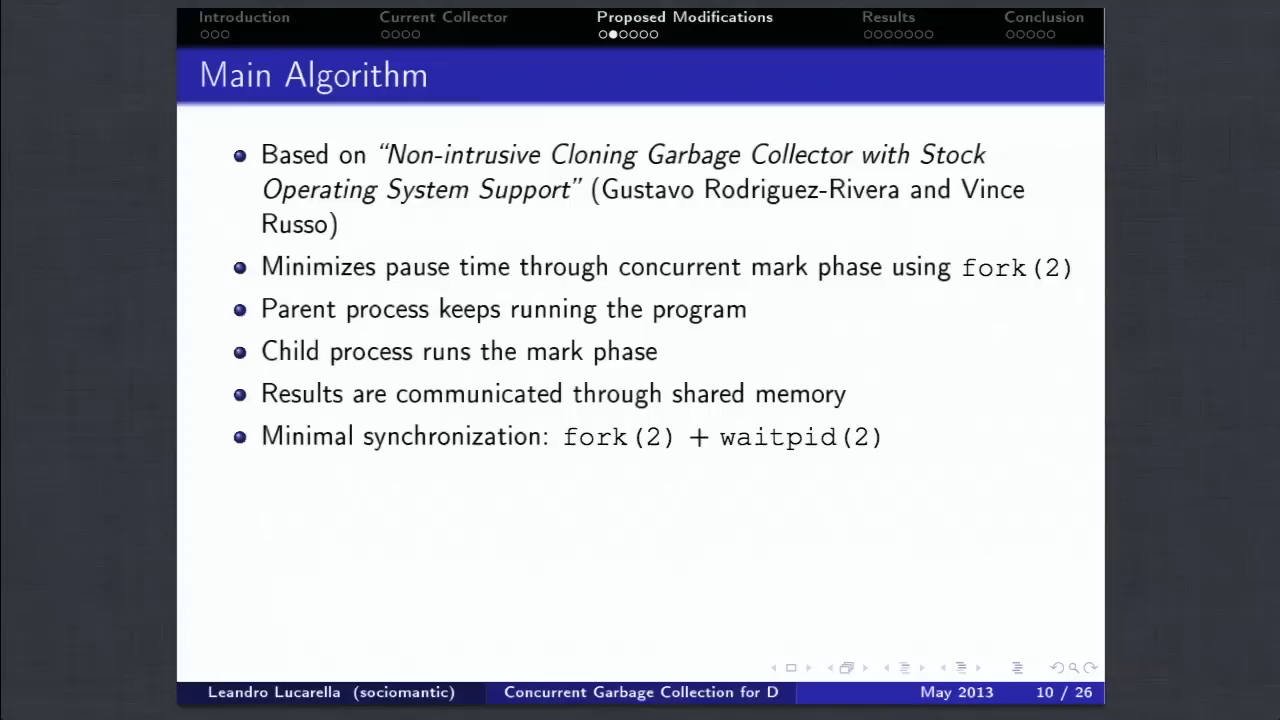 Introduction Current Collector Proposed Modifications Results Conclusion
Main Algorithm
Based on “Non-intrusive Cloning Garbage Collector with Stock
Operating System Support” (Gustavo Rodriguez-Rivera and Vince
Russo)
Minimizes pause time through concurrent mark phase using fork(2)
Parent process keeps running the program
Child process runs the mark phase
Results are communicated through shared memory
Minimal synchronization: fork(2) + waitpid(2)
Leandro Lucarella (sociomantic) Concurrent Garbage Collection for D May 2013 10 / 26